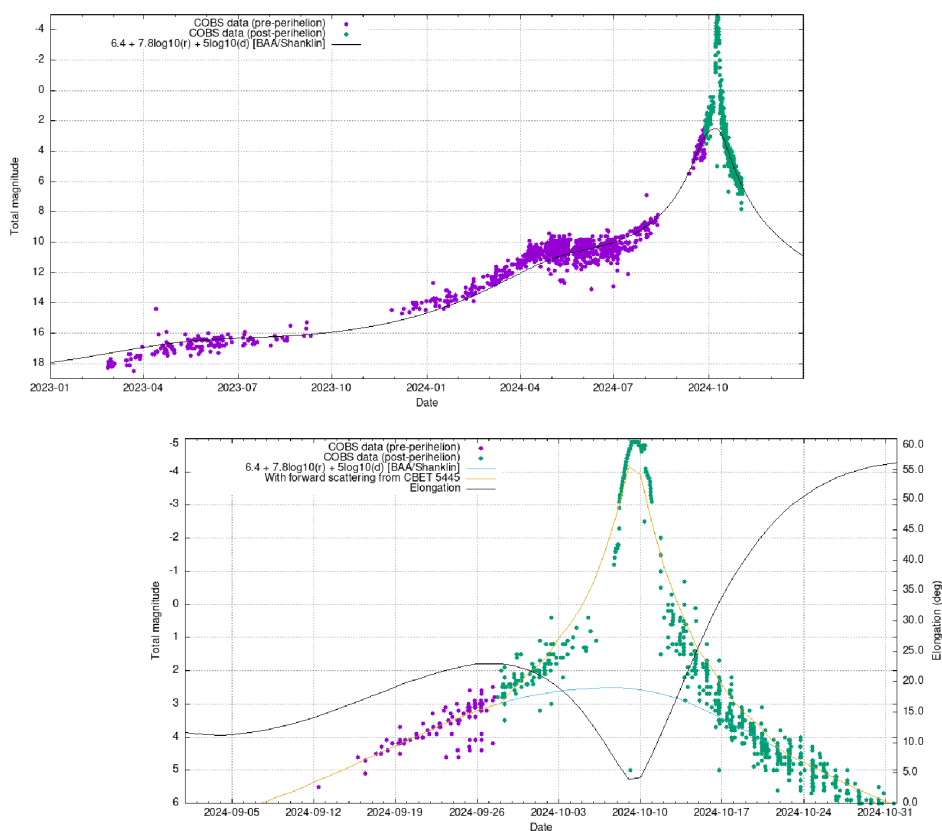 COBS data (pre-perihelion)
COBS data (post-perihelion)
6.4 + 7.8log10(r) + 5log10(d) [BAA/Shanklin]
-4
-2
0
2
4
6
8
10
12
14
16
18
Total magnitude
2023-01 2023-04 2023-07 2023-10 2024-01 2024-04 2024-07 2024-10
Date
COBS data (pre-perihelion)
COBS data (post-perihelion)
6.4 + 7.8log10(r) + 5log10(d) [BAA/Shanklin]
With forward scattering from CBET 5445
Elongation
-5
-4
-3
-2
-1
0
1
2
3
4
5
6
Total magnitude
60.0
55.0
50.0
45.0
40.0
35.0
30.0
25.0
20.0
15.0
10.0
5.0
0.0
Elongation (deg)
2024-09-05 2024-09-12 2024-09-19 2024-09-26 2024-10-03 2024-10-10 2024-10-17 2024-10-24 2024-10-31
Date